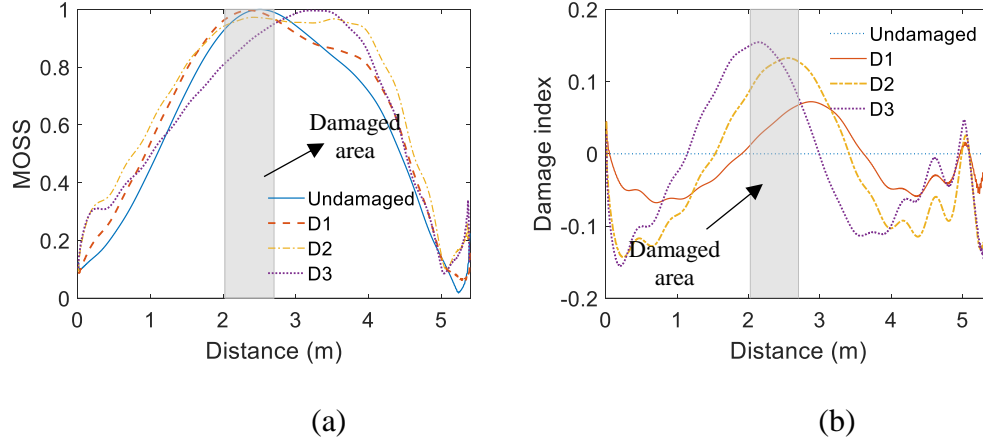 MOSS
1
0.8
0.6
0.4
0.2
0
Damaged
area
Undamaged
D1
D2
D3
0 1 2 3 4 5
Distance (m)
(a)
Damage index
0.2
0.1
0
-0.1
-0.2
Undamaged
D1
D2
D3
Damaged
area
0 1 2 3 4 5
Distance (m)
(b)